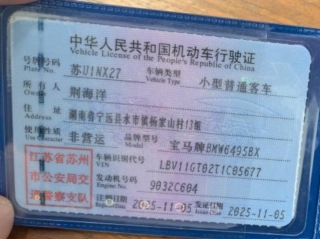 中华人民共和国机动车行驶证
Vehicle License of the People's Republic of China
号牌号码 苏U1NX27 车辆类型 小型普通客车
Plate No. Vehicle Type
所有人 荆海洋
Owner
住址 湖南省宁远县水市镇杨家山村13组
Address
使用性质 非营运 品牌型号 宝马牌BMW6495BX
Use Character Model
江苏省苏州市公安局交通警察支队
车辆识别代号 LBV11GT02T1C05677
VIN
发动机号码 9032C604
Engine No.
注册日期 2025-11-05 发证日期 2025-11-05